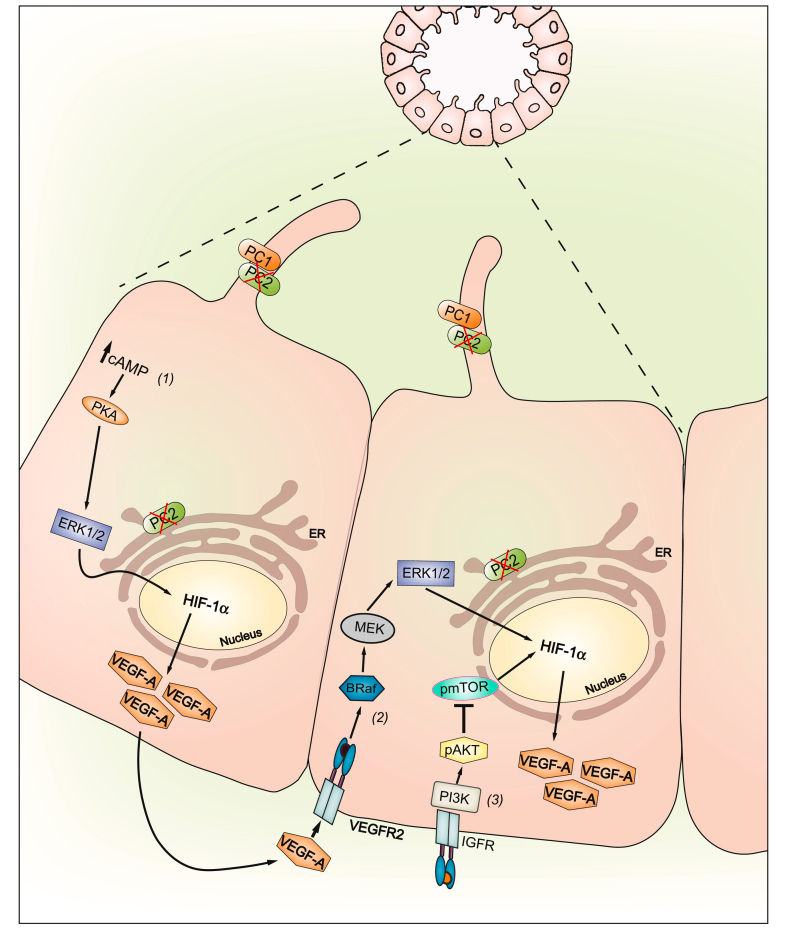 PC1
PC2
PC1
PC2
cAMP (1)
PKA
ERK1/2
PC2
ER
HIF-1α
Nucleus
VEGF-A
VEGF-A
VEGF-A
ERK1/2
PC2
ER
MEK
HIF-1α
Nucleus
BRaf
pmTOR
(2)
pAKT
VEGF-A
VEGF-A
VEGF-A
PI3K (3)
VEGFR2
IGFR
VEGF-A